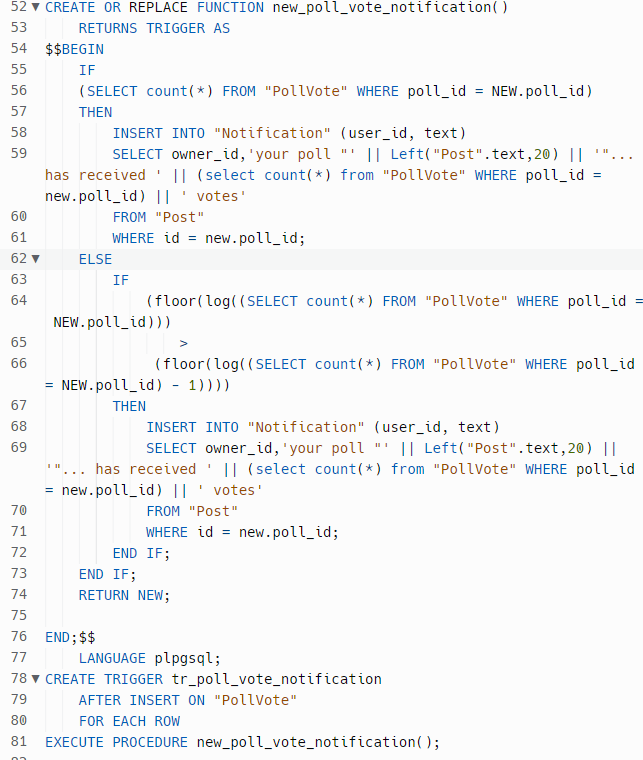 52 ▼ CREATE OR REPLACE FUNCTION new_poll_vote_notification()
53 RETURNS TRIGGER AS
54 $$BEGIN
55 IF
56 (SELECT count(*) FROM "PollVote" WHERE poll_id = NEW.poll_id)
57 THEN
58 INSERT INTO "Notification" (user_id, text)
59 SELECT owner_id,'your poll "' || Left("Post".text,20) || '"...
has received ' || (select count(*) from "PollVote" WHERE poll_id =
new.poll_id) || ' votes'
60 FROM "Post"
61 WHERE id = new.poll_id;
62 ▼ ELSE
63 IF
64 (floor(log((SELECT count(*) FROM "PollVote" WHERE poll_id =
NEW.poll_id)))
65 >
66 (floor(log((SELECT count(*) FROM "PollVote" WHERE poll_id
= NEW.poll_id) - 1))))
67 THEN
68 INSERT INTO "Notification" (user_id, text)
69 SELECT owner_id,'your poll "' || Left("Post".text,20) ||
'"... has received ' || (select count(*) from "PollVote" WHERE poll_id
= new.poll_id) || ' votes'
70 FROM "Post"
71 WHERE id = new.poll_id;
72 END IF;
73 END IF;
74 RETURN NEW;
75
76 END;$$
77 LANGUAGE plpgsql;
78 ▼ CREATE TRIGGER tr_poll_vote_notification
79 AFTER INSERT ON "PollVote"
80 FOR EACH ROW
81 EXECUTE PROCEDURE new_poll_vote_notification();